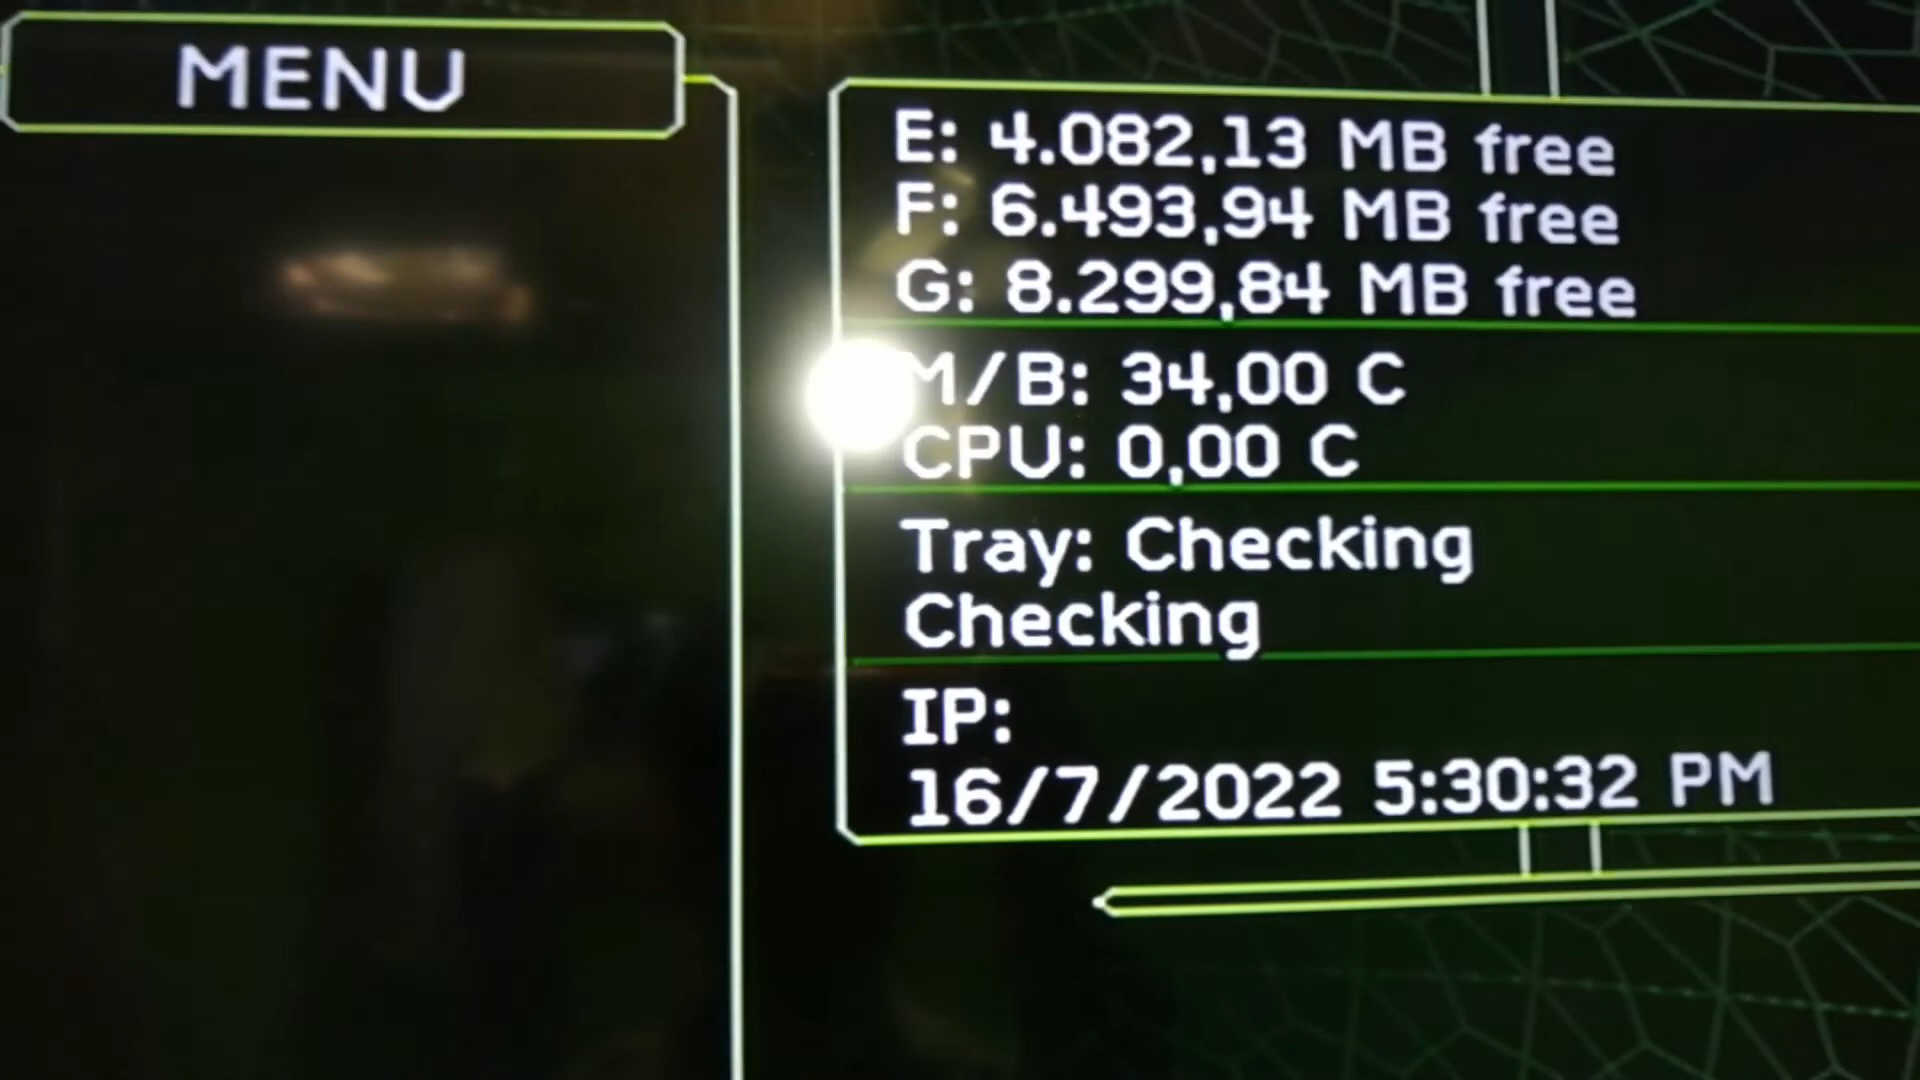 MENU
E: 4.082,13 MB free
F: 6.493,94 MB free
G: 8.299,84 MB free
M/B: 34,00 C
CPU: 0,00 C
Tray: Checking
Checking
IP:
16/7/2022 5:30:32 PM